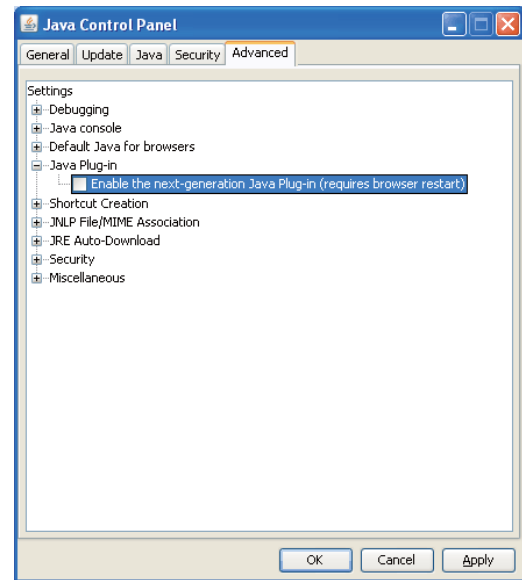 Java Control Panel
General Update Java Security Advanced
Settings
Debugging
Java console
Default Java for browsers
Java Plug-in
Enable the next-generation Java Plug-in (requires browser restart)
Shortcut Creation
JNLP File/MIME Association
JRE Auto-Download
Security
Miscellaneous
OK Cancel Apply